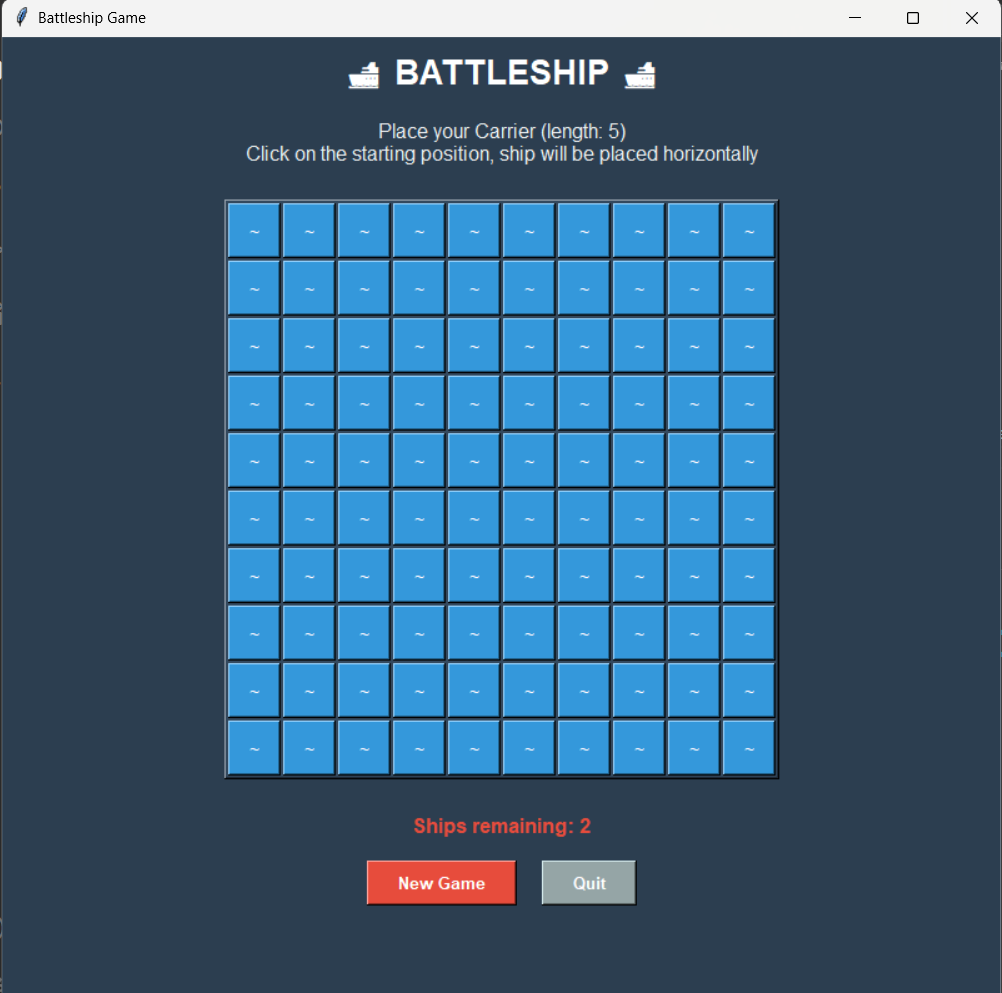 Battleship Game
🚢 BATTLESHIP 🚢
Place your Carrier (length: 5)
Click on the starting position, ship will be placed horizontally
~ ~ ~ ~ ~ ~ ~ ~ ~ ~
~ ~ ~ ~ ~ ~ ~ ~ ~ ~
~ ~ ~ ~ ~ ~ ~ ~ ~ ~
~ ~ ~ ~ ~ ~ ~ ~ ~ ~
~ ~ ~ ~ ~ ~ ~ ~ ~ ~
~ ~ ~ ~ ~ ~ ~ ~ ~ ~
~ ~ ~ ~ ~ ~ ~ ~ ~ ~
~ ~ ~ ~ ~ ~ ~ ~ ~ ~
~ ~ ~ ~ ~ ~ ~ ~ ~ ~
~ ~ ~ ~ ~ ~ ~ ~ ~ ~
Ships remaining: 2
New Game Quit